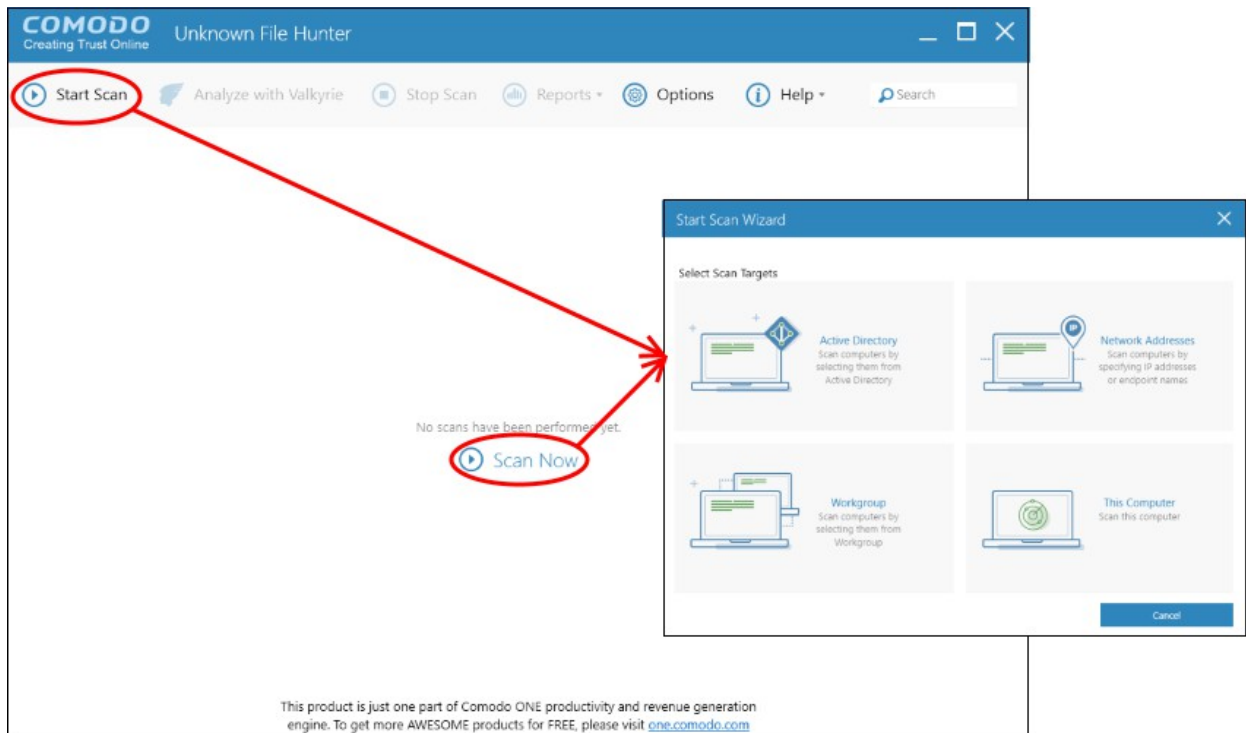 COMODO
Creating Trust Online
Unknown File Hunter
Start Scan
Analyze with Valkyrie
Stop Scan
Reports
Options
Help
Search
No scans have been performed yet.
Scan Now
Start Scan Wizard
Select Scan Targets
Active Directory
Scan computers by
selecting them from
Active Directory
IP
Network Addresses
Scan computers by
specifying IP addresses
or endpoint names
Workgroup
Scan computers by
selecting them from
Workgroup
This Computer
Scan this computer
Cancel
This product is just one part of Comodo ONE productivity and revenue generation
engine. To get more AWESOME products for FREE, please visit one.comodo.com